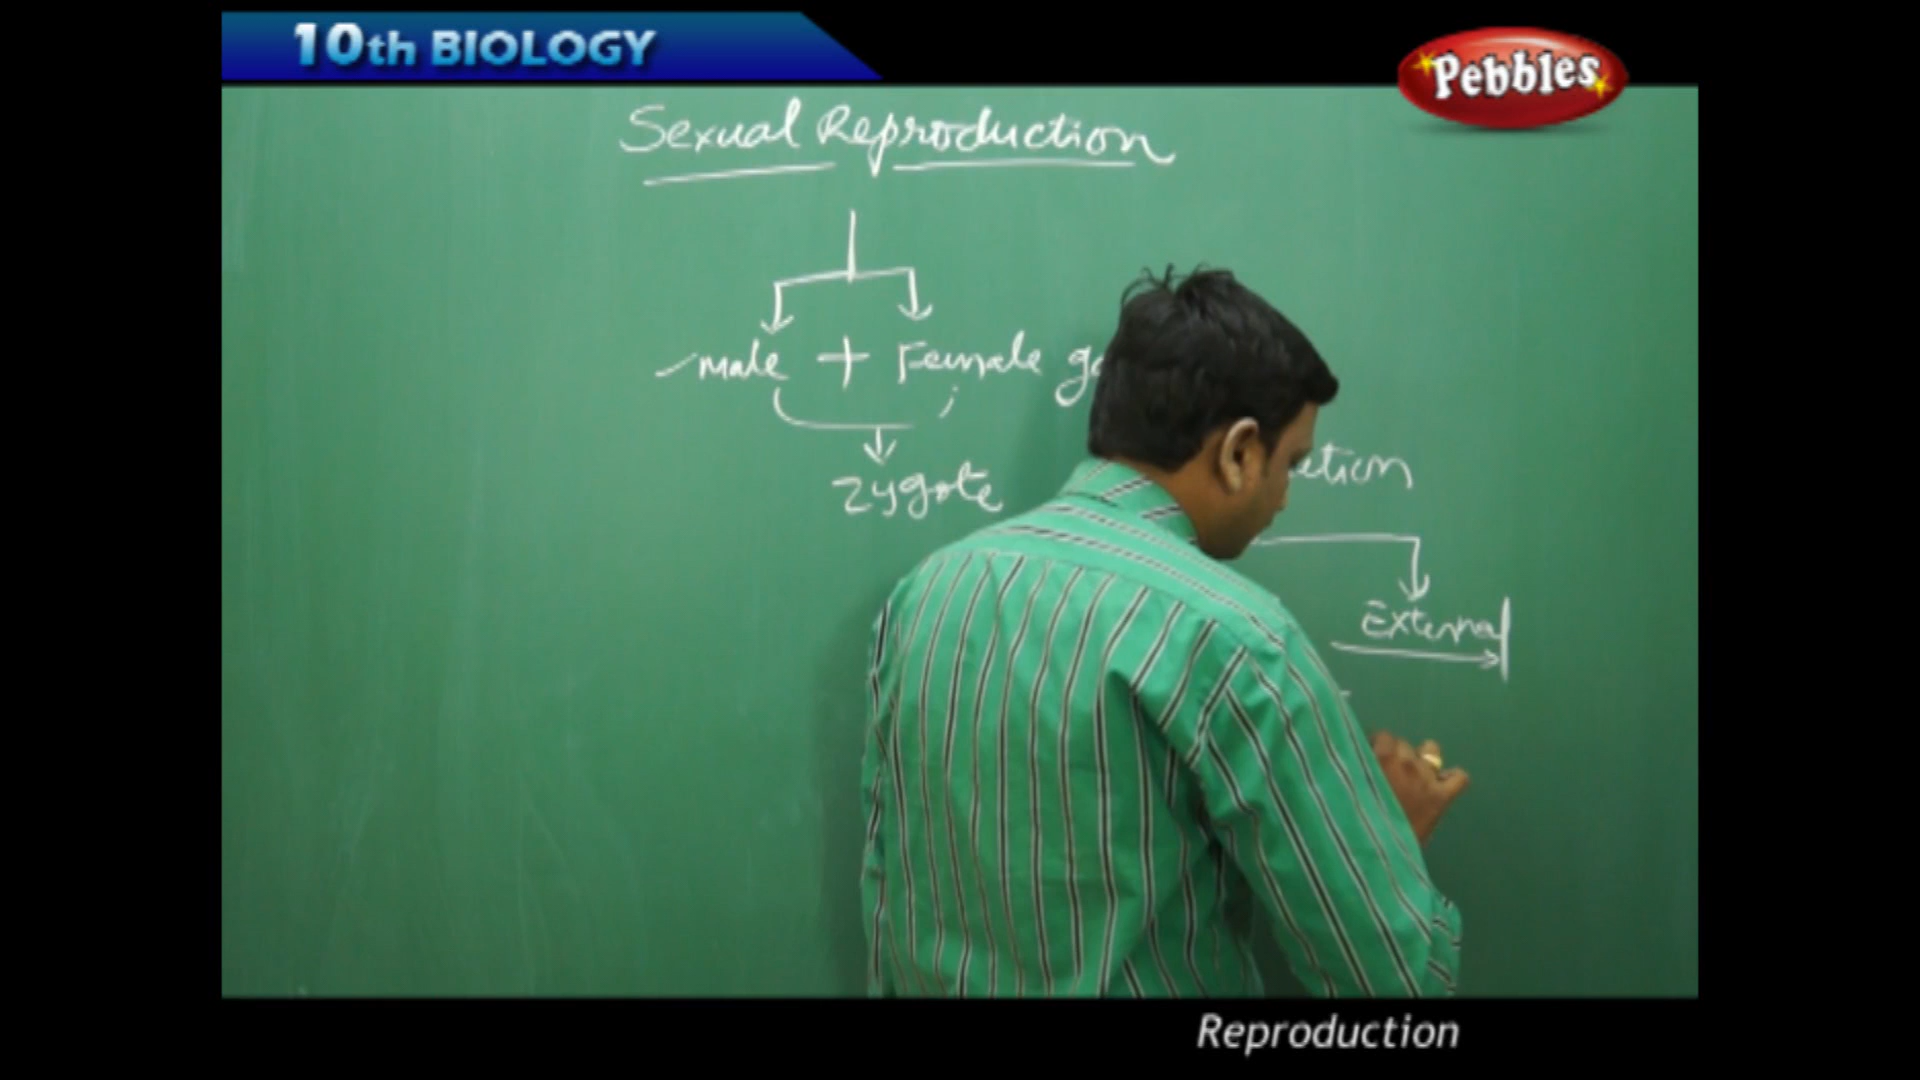 10th BIOLOGY
Pebbles
Sexual Reproduction
Male + Female
Zygote
External
Reproduction